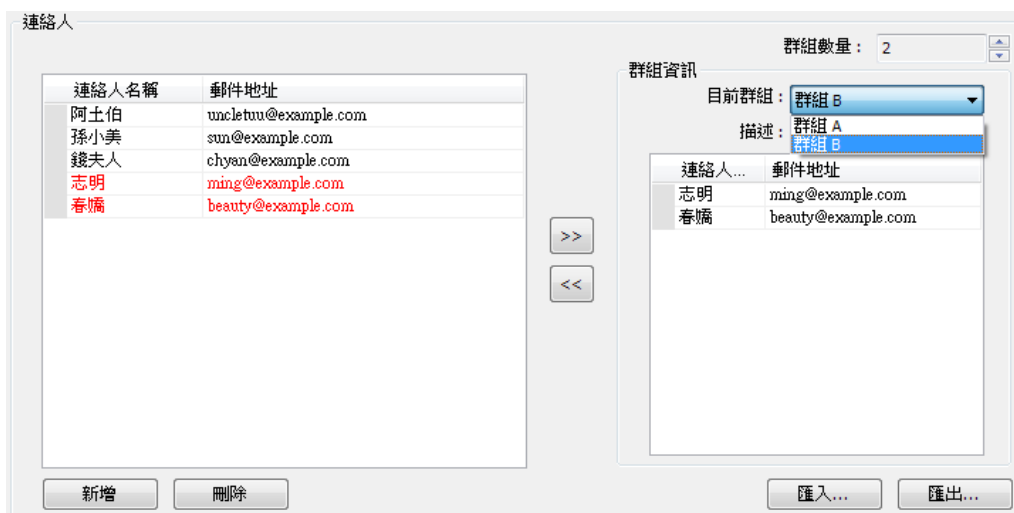 連絡人
群組數量： 2
群組資訊
目前群組： 群組 B
群組 A
群組 B
描述：
連絡人名稱 郵件地址
阿土伯 uncletuu@example.com
孫小美 sun@example.com
錢夫人 chyan@example.com
志明 ming@example.com
春嬌 beauty@example.com
>>
<<
連絡人... 郵件地址
志明 ming@example.com
春嬌 beauty@example.com
新增 刪除 匯入... 匯出...